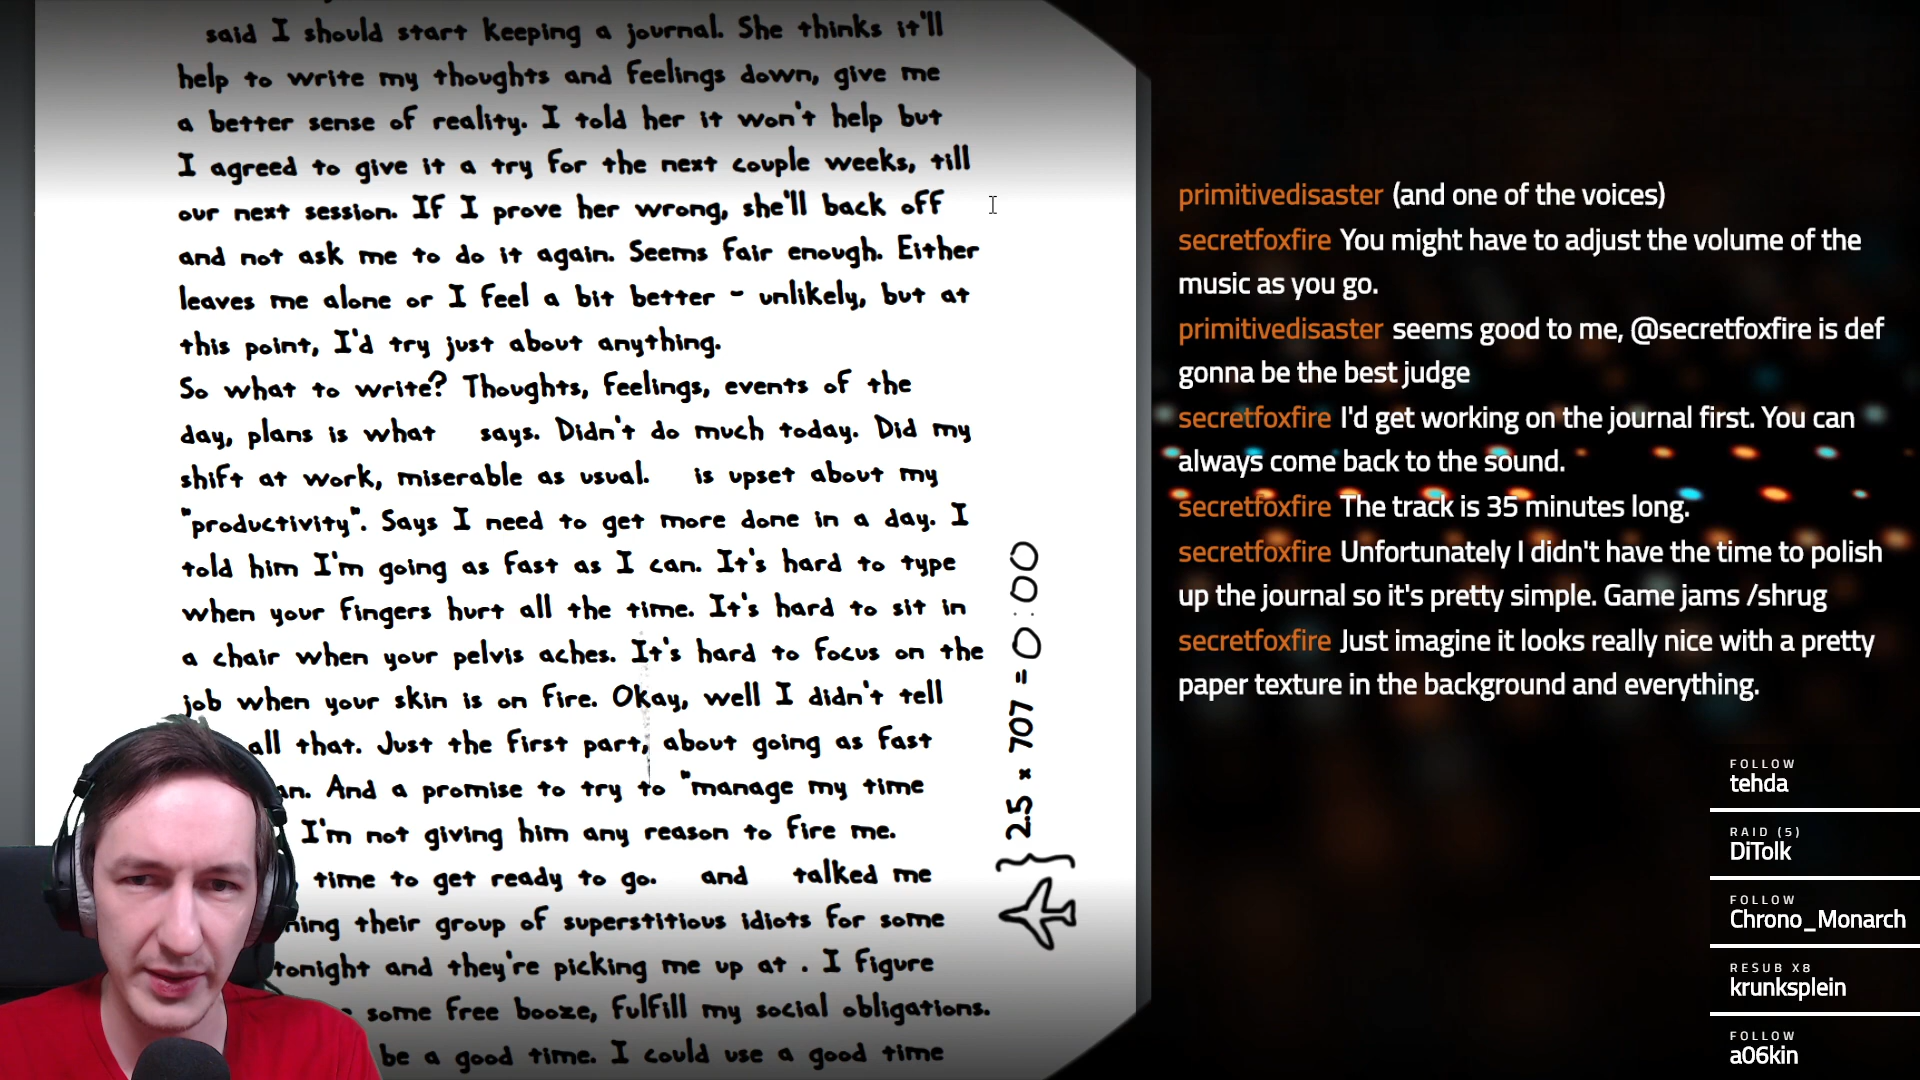 said I should start keeping a journal. She thinks it'll
help to write my thoughts and feelings down, give me
a better sense of reality. I told her it won't help but
I agreed to give it a try for the next couple weeks, till
our next session. If I prove her wrong, she'll back off
and not ask me to do it again. Seems fair enough. Either
leaves me alone or I feel a bit better - unlikely, but at
this point, I'd try just about anything.
So what to write? Thoughts, feelings, events of the
day, plans is what says. Didn't do much today. Did my
shift at work, miserable as usual. is upset about my
"productivity". Says I need to get more done in a day. I
told him I'm going as fast as I can. It's hard to type
when your fingers hurt all the time. It's hard to sit in
a chair when your pelvis aches. It's hard to focus on the
job when your skin is on fire. Okay, well I didn't tell
all that. Just the first part, about going as fast
And a promise to try to "manage my time
I'm not giving him any reason to fire me.
time to get ready to go. and talked me
their group of superstitious idiots for some
tonight and they're picking me up at . I figure
some free booze, fulfill my social obligations.
be a good time. I could use a good time
2.5 x 707 = 0:00
primitivedisaster (and one of the voices)
secretfoxfire You might have to adjust the volume of the
music as you go.
primitivedisaster seems good to me, @secretfoxfire is def
gonna be the best judge
secretfoxfire I'd get working on the journal first. You can
always come back to the sound.
secretfoxfire The track is 35 minutes long.
secretfoxfire Unfortunately I didn't have the time to polish
up the journal so it's pretty simple. Game jams /shrug
secretfoxfire Just imagine it looks really nice with a pretty
paper texture in the background and everything.
FOLLOW
tehda
RAID (5)
DiTolk
FOLLOW
Chrono_Monarch
RESUB X8
krunksplein
FOLLOW
a06kin